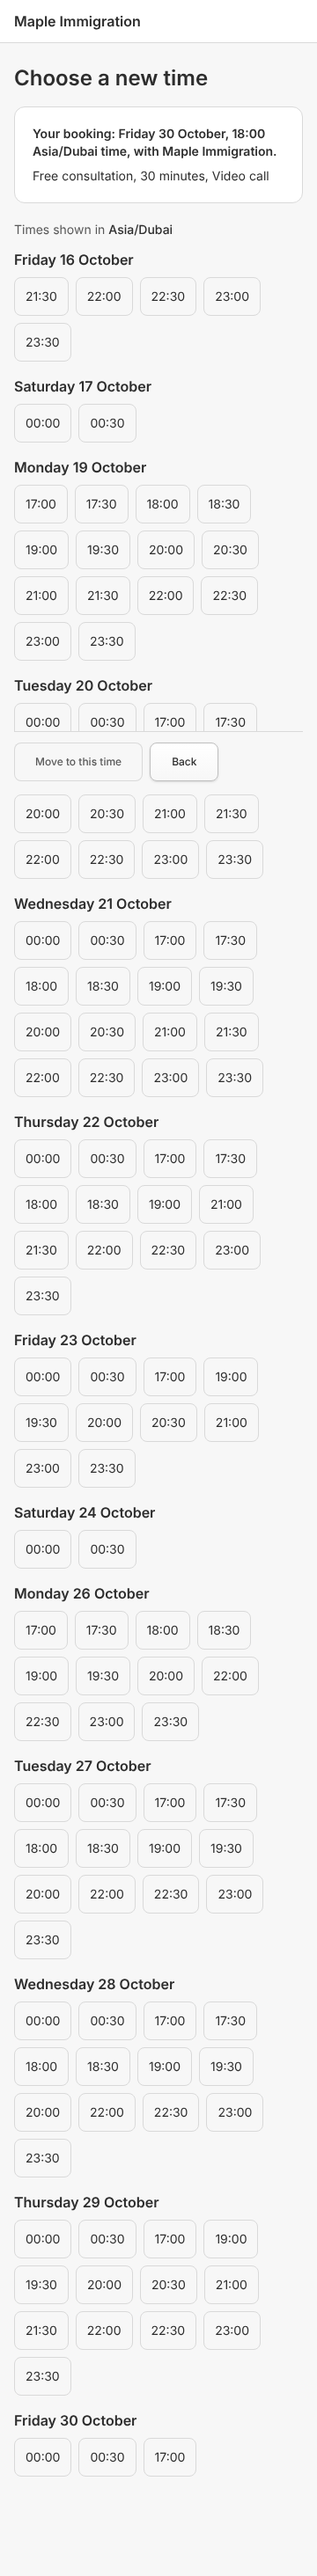 Maple Immigration
Choose a new time
Your booking: Friday 30 October, 18:00
Asia/Dubai time, with Maple Immigration.
Free consultation, 30 minutes, Video call
Times shown in Asia/Dubai
Friday 16 October
21:30 22:00 22:30 23:00
23:30
Saturday 17 October
00:00 00:30
Monday 19 October
17:00 17:30 18:00 18:30
19:00 19:30 20:00 20:30
21:00 21:30 22:00 22:30
23:00 23:30
Tuesday 20 October
00:00 00:30 17:00 17:30
Move to this time Back
20:00 20:30 21:00 21:30
22:00 22:30 23:00 23:30
Wednesday 21 October
00:00 00:30 17:00 17:30
18:00 18:30 19:00 19:30
20:00 20:30 21:00 21:30
22:00 22:30 23:00 23:30
Thursday 22 October
00:00 00:30 17:00 17:30
18:00 18:30 19:00 21:00
21:30 22:00 22:30 23:00
23:30
Friday 23 October
00:00 00:30 17:00 19:00
19:30 20:00 20:30 21:00
23:00 23:30
Saturday 24 October
00:00 00:30
Monday 26 October
17:00 17:30 18:00 18:30
19:00 19:30 20:00 22:00
22:30 23:00 23:30
Tuesday 27 October
00:00 00:30 17:00 17:30
18:00 18:30 19:00 19:30
20:00 22:00 22:30 23:00
23:30
Wednesday 28 October
00:00 00:30 17:00 17:30
18:00 18:30 19:00 19:30
20:00 22:00 22:30 23:00
23:30
Thursday 29 October
00:00 00:30 17:00 19:00
19:30 20:00 20:30 21:00
21:30 22:00 22:30 23:00
23:30
Friday 30 October
00:00 00:30 17:00